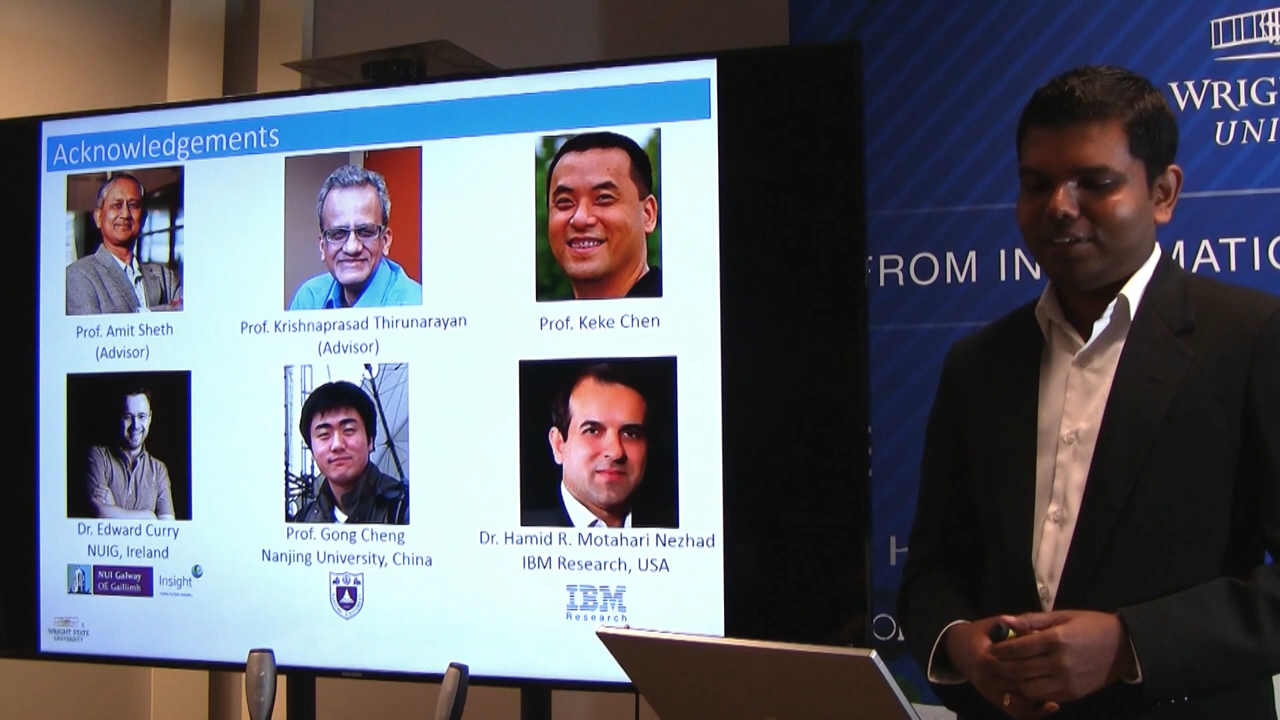 Acknowledgements
Prof. Amit Sheth
(Advisor)
Prof. Krishnaprasad Thirunarayan
(Advisor)
Prof. Keke Chen
Dr. Edward Curry
NUIG, Ireland
NUI Galway
OÉ Gaillimh
Insight
Prof. Gong Cheng
Nanjing University, China
Dr. Hamid R. Motahari Nezhad
IBM Research, USA
IBM
Research
WRIGHT STATE
UNIVERSITY
WRIG
UNI
FROM IN
MATIC
H